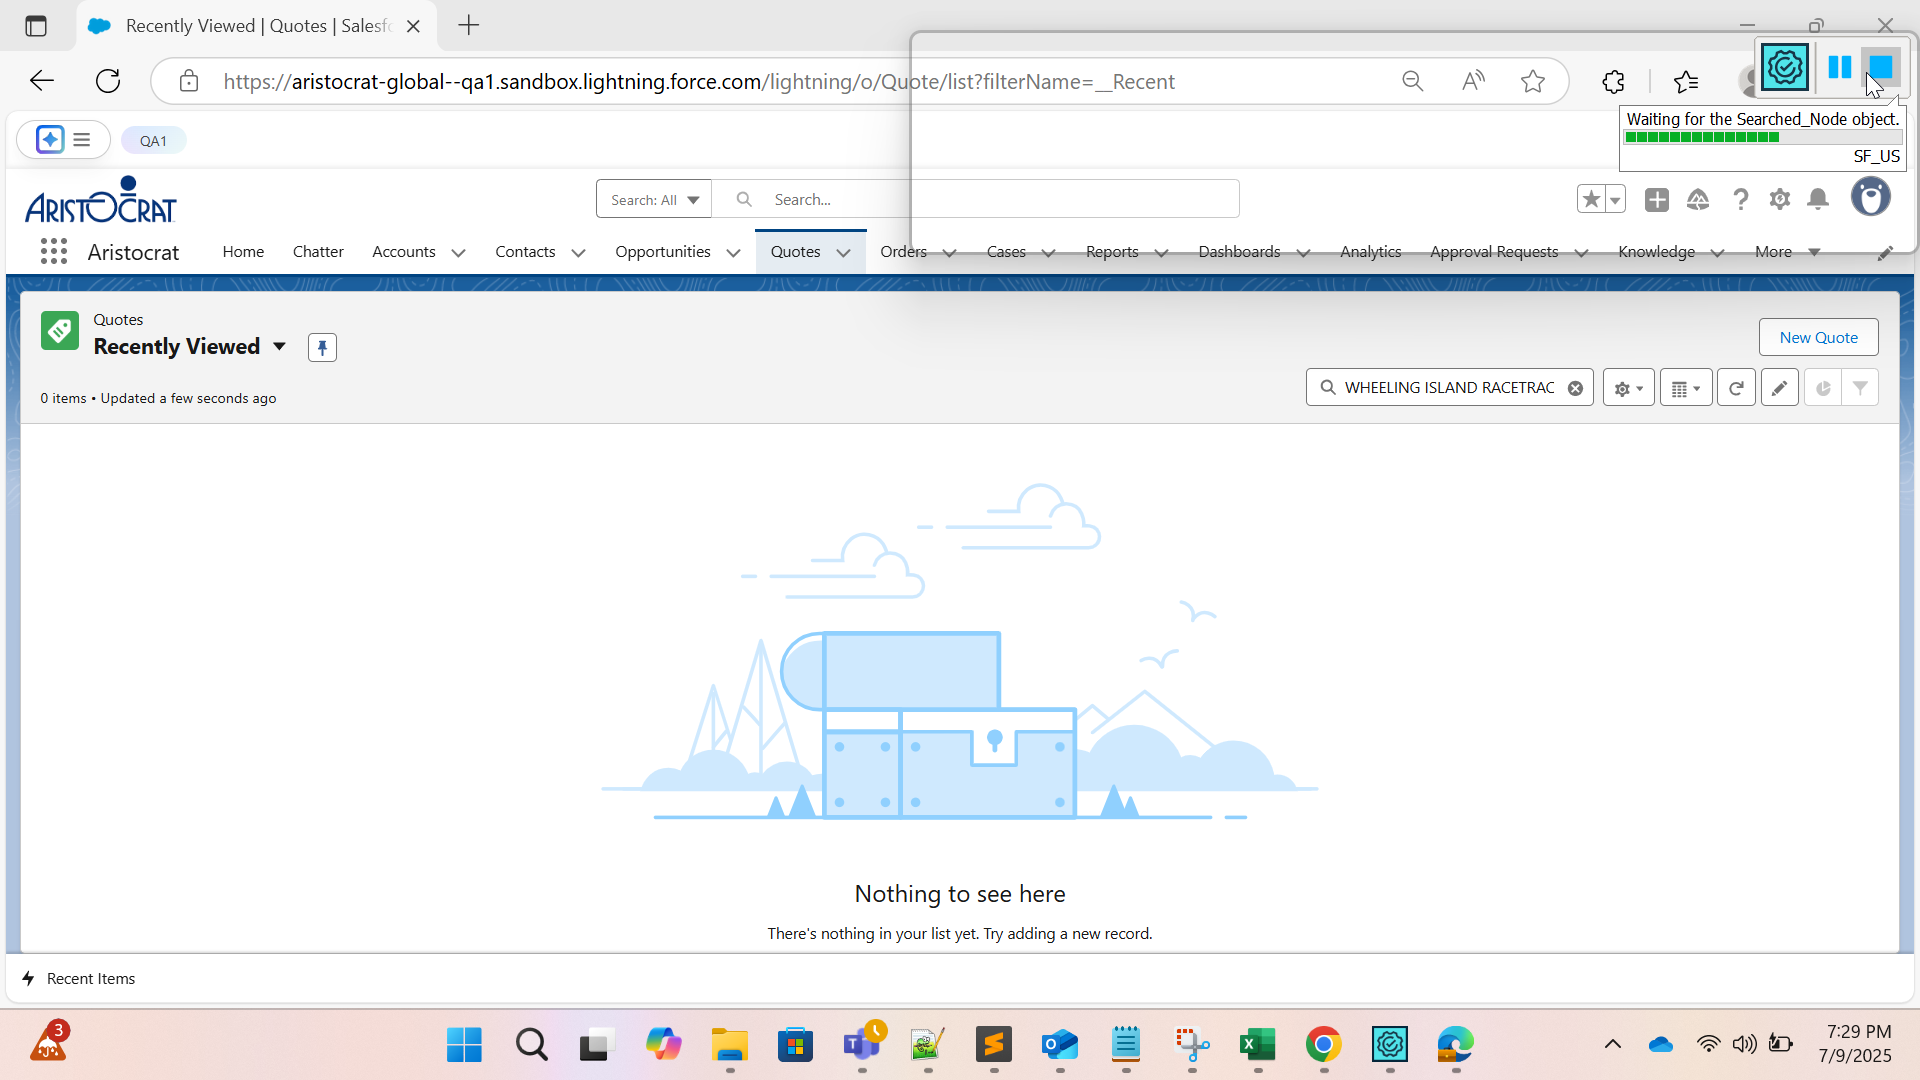 Recently Viewed | Quotes | Salesfo
https://aristocrat-global--qa1.sandbox.lightning.force.com/lightning/o/Quote/list?filterName=__Recent
Waiting for the Searched_Node object.
SF_US
QA1
ARISTOCRAT
Search: All
Search...
Aristocrat
Home
Chatter
Accounts
Contacts
Opportunities
Quotes
Orders
Cases
Reports
Dashboards
Analytics
Approval Requests
Knowledge
More
Quotes
Recently Viewed
New Quote
0 items • Updated a few seconds ago
WHEELING ISLAND RACETRAC
Nothing to see here
There's nothing in your list yet. Try adding a new record.
Recent Items
3
7:29 PM
7/9/2025